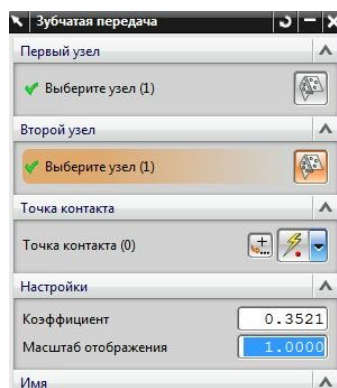 Зубчатая передача
Первый узел
Выберите узел (1)
Второй узел
Выберите узел (1)
Точка контакта
Точка контакта (0)
Настройки
Коэффициент 0.3521
Масштаб отображения 1.0000
Имя